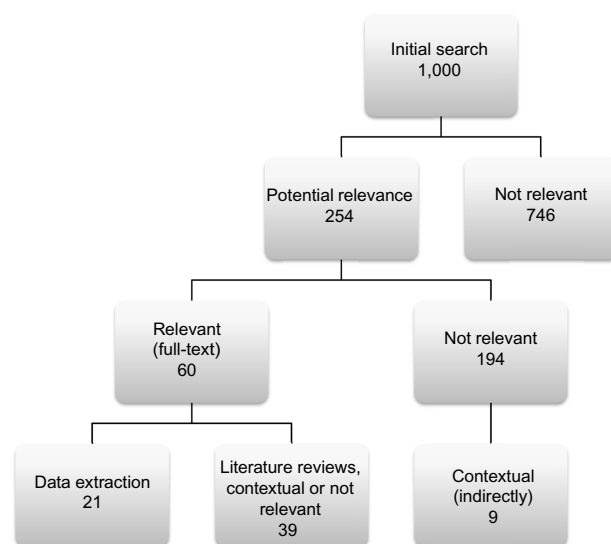 Initial search
1,000
Potential relevance
254
Not relevant
746
Relevant
(full-text)
60
Not relevant
194
Data extraction
21
Literature reviews,
contextual or not
relevant
39
Contextual
(indirectly)
9